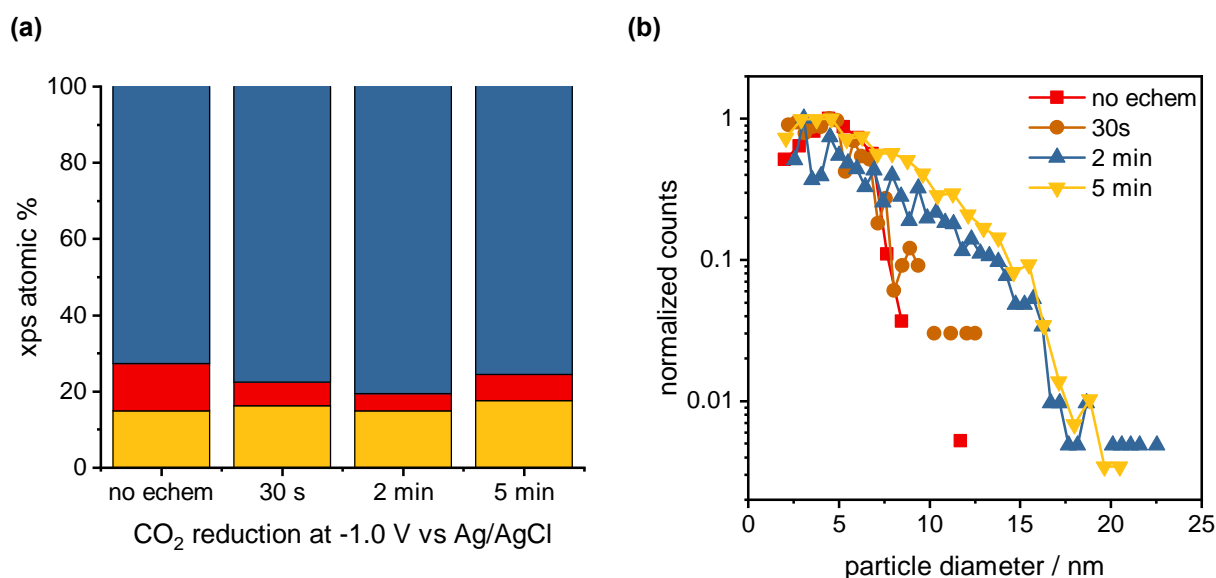 (a)
xps atomic %
100
80
60
40
20
0
no echem
30 s
2 min
5 min
CO₂ reduction at -1.0 V vs Ag/AgCl
(b)
normalized counts
1
0.1
0.01
no echem
30s
2 min
5 min
0
5
10
15
20
25
particle diameter / nm